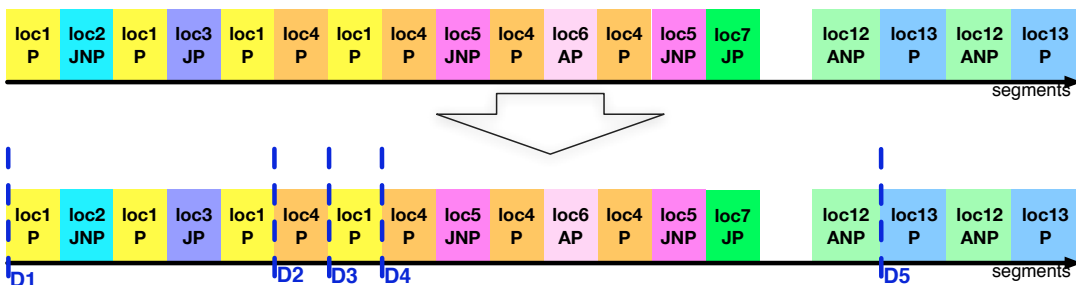 loc1 loc2 loc1 loc3 loc1 loc4 loc1 loc4 loc5 loc4 loc6 loc4 loc5 loc7 loc12 loc13 loc12 loc13
P JNP P JP P P P P JNP P AP P JNP JP ANP P ANP P
segments
loc1 loc2 loc1 loc3 loc1 loc4 loc1 loc4 loc5 loc4 loc6 loc4 loc5 loc7 loc12 loc13 loc12 loc13
P JNP P JP P P P P JNP P AP P JNP JP ANP P ANP P
D1 D2 D3 D4 D5 segments